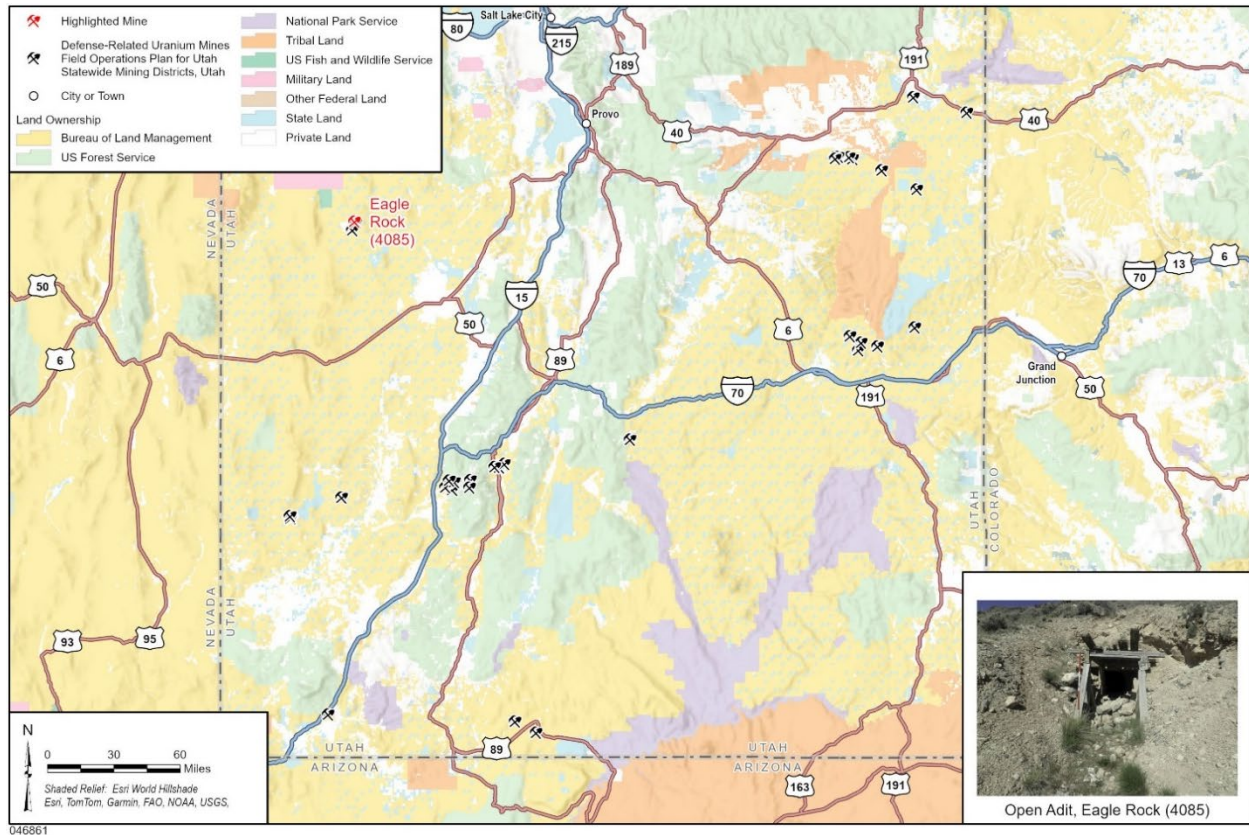 Highlighted Mine
Defense-Related Uranium Mines
Field Operations Plan for Utah
Statewide Mining Districts, Utah
City or Town
Land Ownership
Bureau of Land Management
US Forest Service
National Park Service
Tribal Land
US Fish and Wildlife Service
Military Land
Other Federal Land
State Land
Private Land
Salt Lake City
80
215
189
191
Provo
40
40
Eagle
Rock
(4085)
NEVADA
UTAH
50
6
15
50
89
6
70
191
70
13
6
Grand
Junction
50
UTAH
COLORADO
NEVADA
UTAH
93
95
89
UTAH
ARIZONA
UTAH
ARIZONA
163
191
N
0 30 60
Miles
Shaded Relief: Esri World Hillshade
Esri, TomTom, Garmin, FAO, NOAA, USGS,
Open Adit, Eagle Rock (4085)
046861